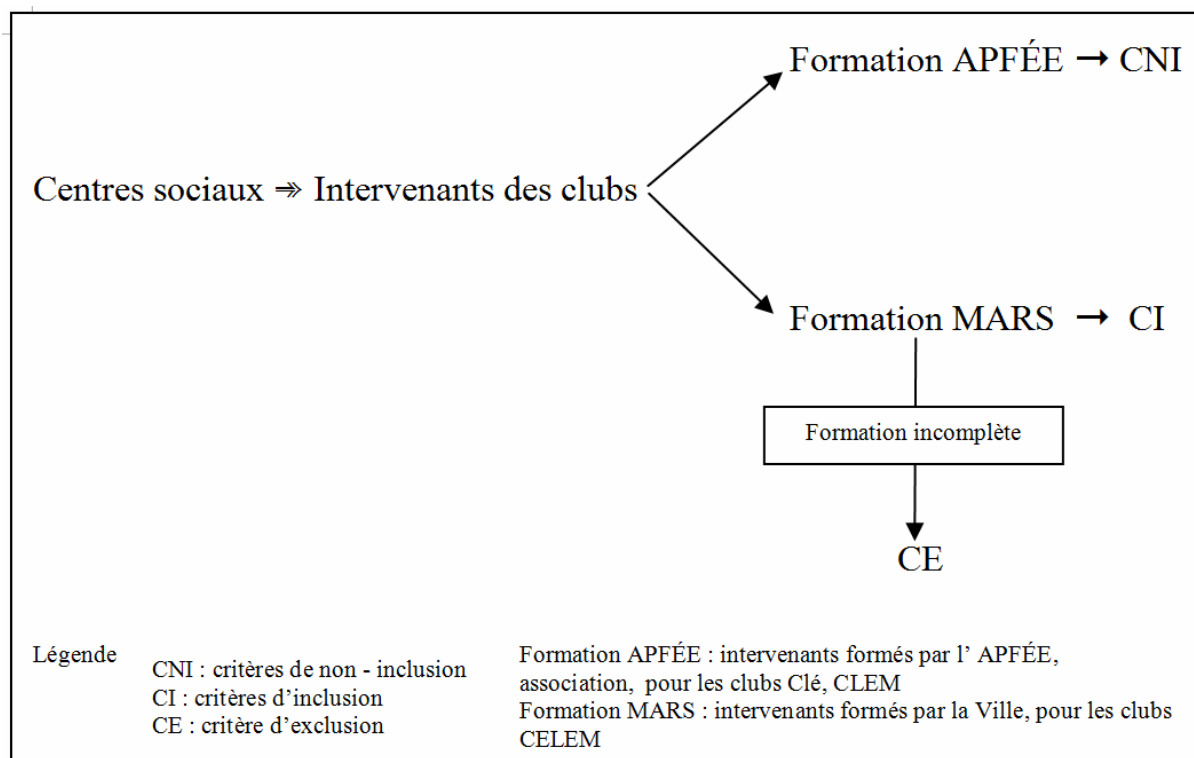 Formation APFÉE → CNI
Centres sociaux ↠ Intervenants des clubs
Formation MARS → CI
Formation incomplète
CE
Légende
CNI : critères de non - inclusion
CI : critères d’inclusion
CE : critère d’exclusion
Formation APFÉE : intervenants formés par l’ APFÉE,
association, pour les clubs Clé, CLEM
Formation MARS : intervenants formés par la Ville, pour les clubs
CELEM